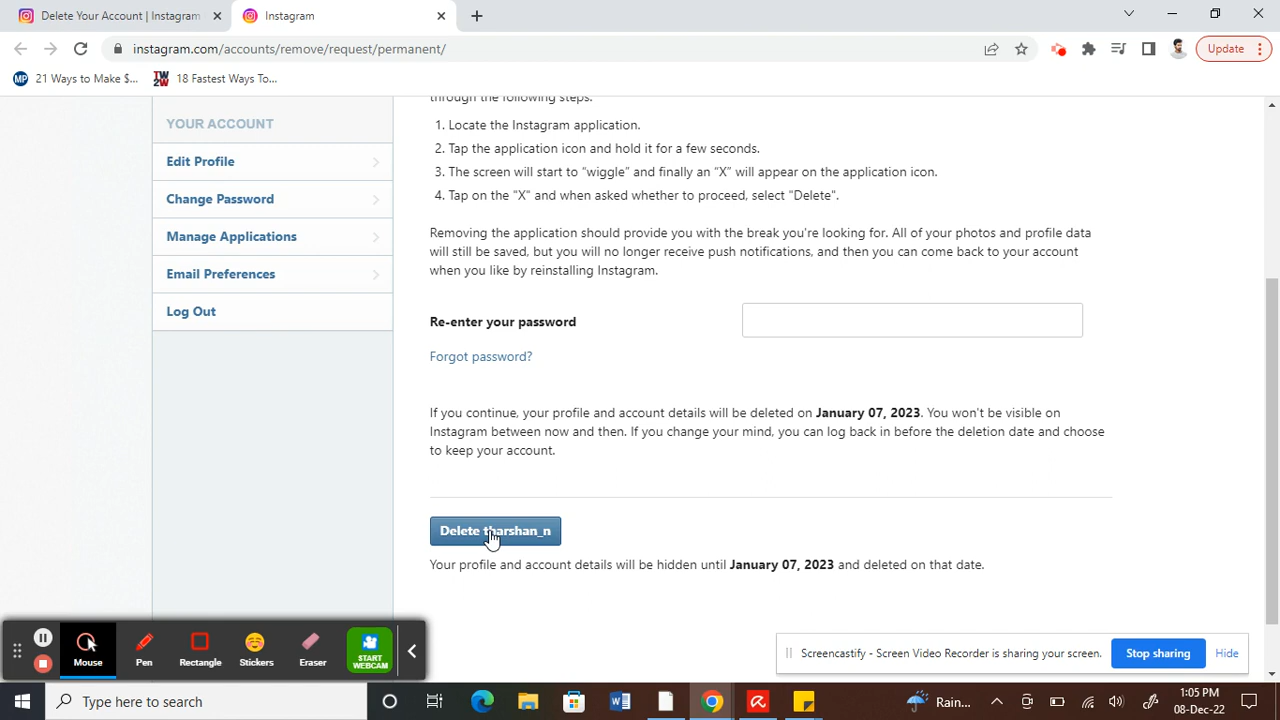 Delete Your Account | Instagram
Instagram
instagram.com/accounts/remove/request/permanent/
Update
MP 21 Ways to Make $...
TW 2W 18 Fastest Ways To...
through the following steps.
YOUR ACCOUNT
Edit Profile
Change Password
Manage Applications
Email Preferences
Log Out
1. Locate the Instagram application.
2. Tap the application icon and hold it for a few seconds.
3. The screen will start to “wiggle” and finally an “X” will appear on the application icon.
4. Tap on the "X" and when asked whether to proceed, select "Delete".
Removing the application should provide you with the break you're looking for. All of your photos and profile data
will still be saved, but you will no longer receive push notifications, and then you can come back to your account
when you like by reinstalling Instagram.
Re-enter your password
Forgot password?
If you continue, your profile and account details will be deleted on January 07, 2023. You won't be visible on
Instagram between now and then. If you change your mind, you can log back in before the deletion date and choose
to keep your account.
Delete tharshan_n
Your profile and account details will be hidden until January 07, 2023 and deleted on that date.
Mouse
Pen
Rectangle
Stickers
Eraser
START
WEBCAM
Screencastify - Screen Video Recorder is sharing your screen.
Stop sharing
Hide
Type here to search
Rain...
1:05 PM
08-Dec-22